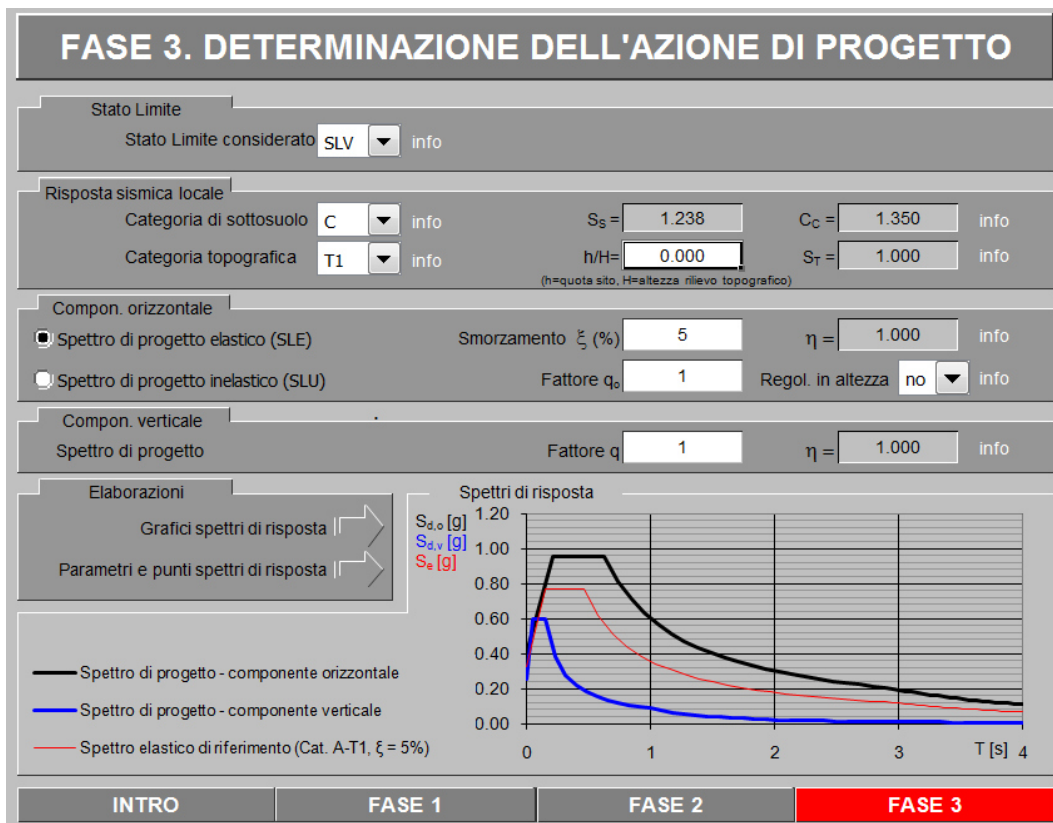 FASE 3. DETERMINAZIONE DELL'AZIONE DI PROGETTO
Stato Limite
Stato Limite considerato SLV info
Risposta sismica locale
Categoria di sottosuolo C info SS = 1.238 CC = 1.350 info
Categoria topografica T1 info h/H= 0.000 ST = 1.000 info
(h=quota sito, H=altezza rilievo topografico)
Compon. orizzontale
Spettro di progetto elastico (SLE) Smorzamento ξ (%) 5 η = 1.000 info
Spettro di progetto inelastico (SLU) Fattore qo 1 Regol. in altezza no info
Compon. verticale
Spettro di progetto Fattore q 1 η = 1.000 info
Elaborazioni
Grafici spettri di risposta
Parametri e punti spettri di risposta
Spettri di risposta
Sd,o [g]
Sd,v [g]
Se [g]
1.20
1.00
0.80
0.60
0.40
0.20
0.00
0 1 2 3 T [s] 4
Spettro di progetto - componente orizzontale
Spettro di progetto - componente verticale
Spettro elastico di riferimento (Cat. A-T1, ξ = 5%)
INTRO FASE 1 FASE 2 FASE 3